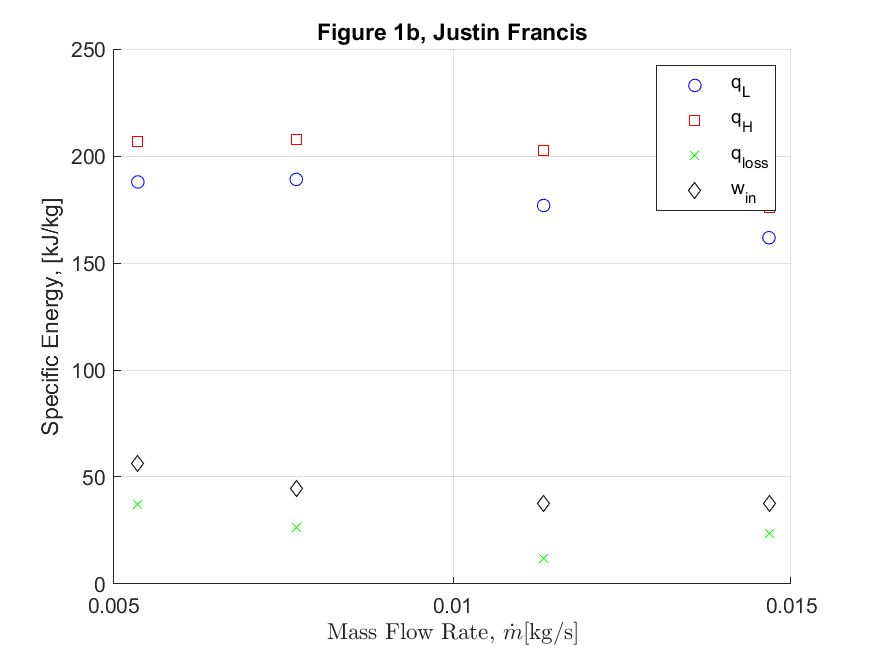 Figure 1b, Justin Francis
250
200
150
100
50
0
0.005
0.01
0.015
Specific Energy, [kJ/kg]
Mass Flow Rate, ṁ[kg/s]
q_L
q_H
q_loss
w_in